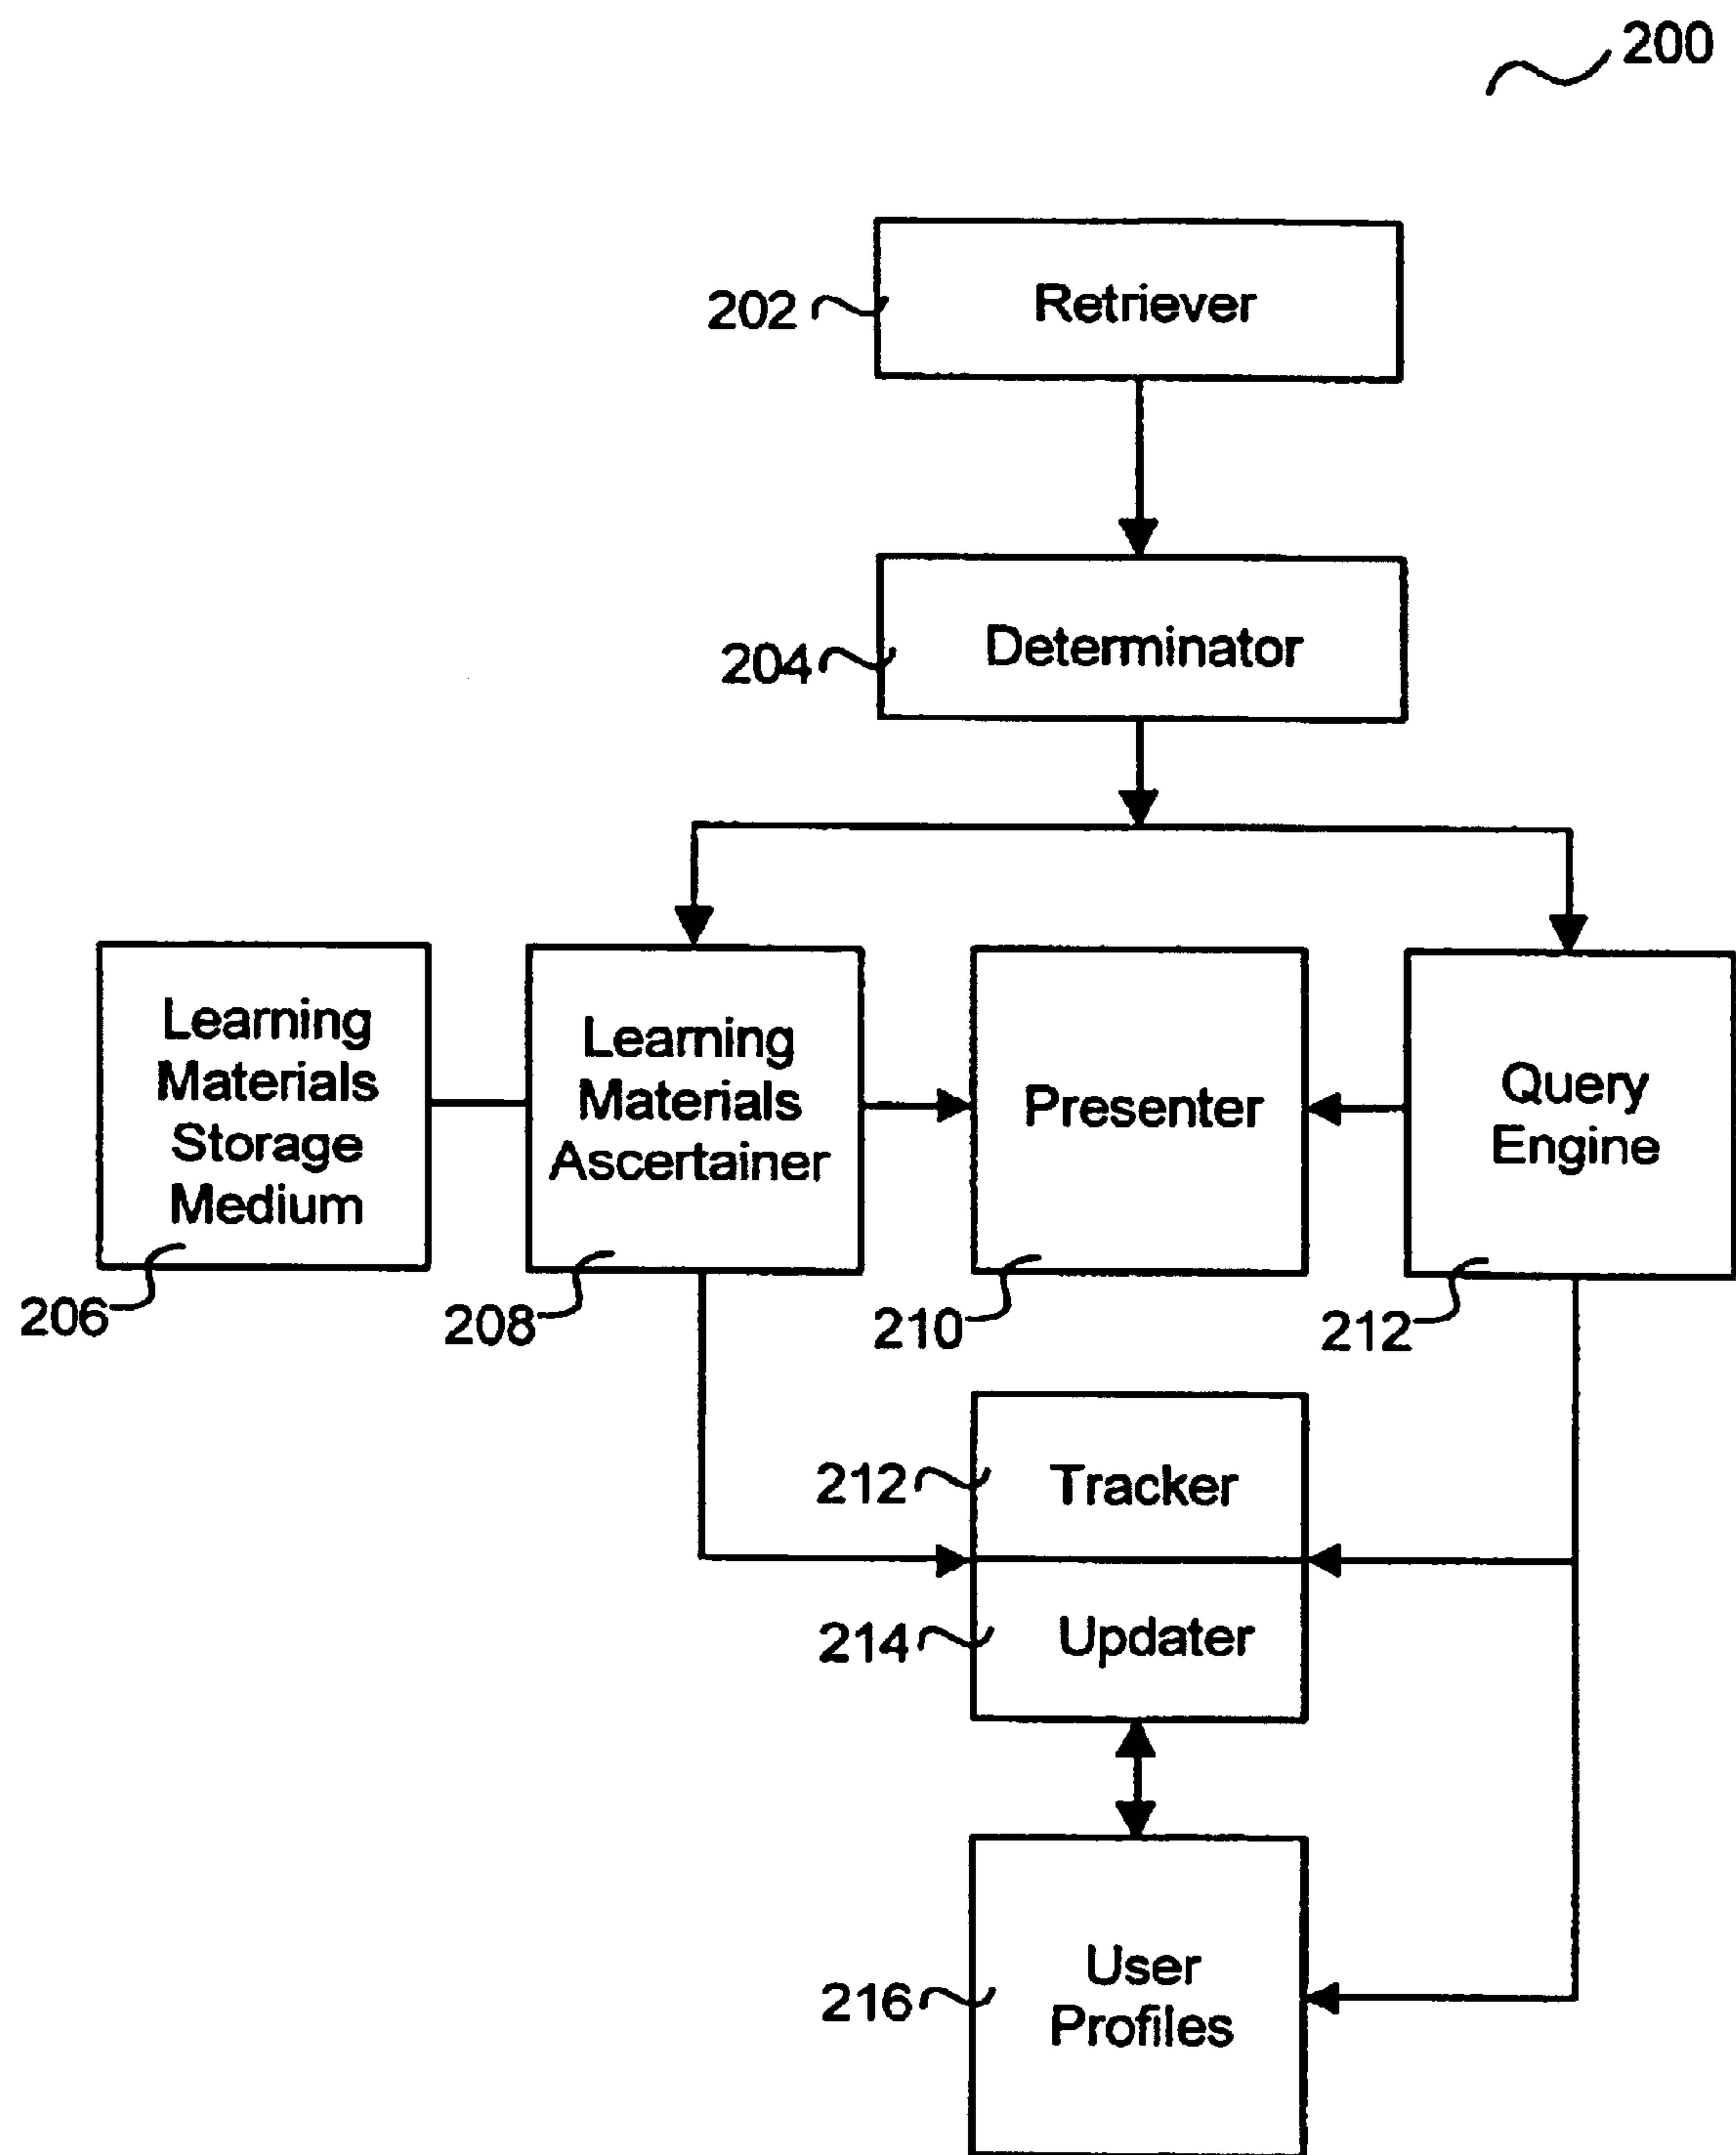 200
202
Retriever
204
Determinator
Learning
Materials
Storage
Medium
206
Learning
Materials
Ascertainer
208
Presenter
210
Query
Engine
212
212
Tracker
214
Updater
216
User
Profiles